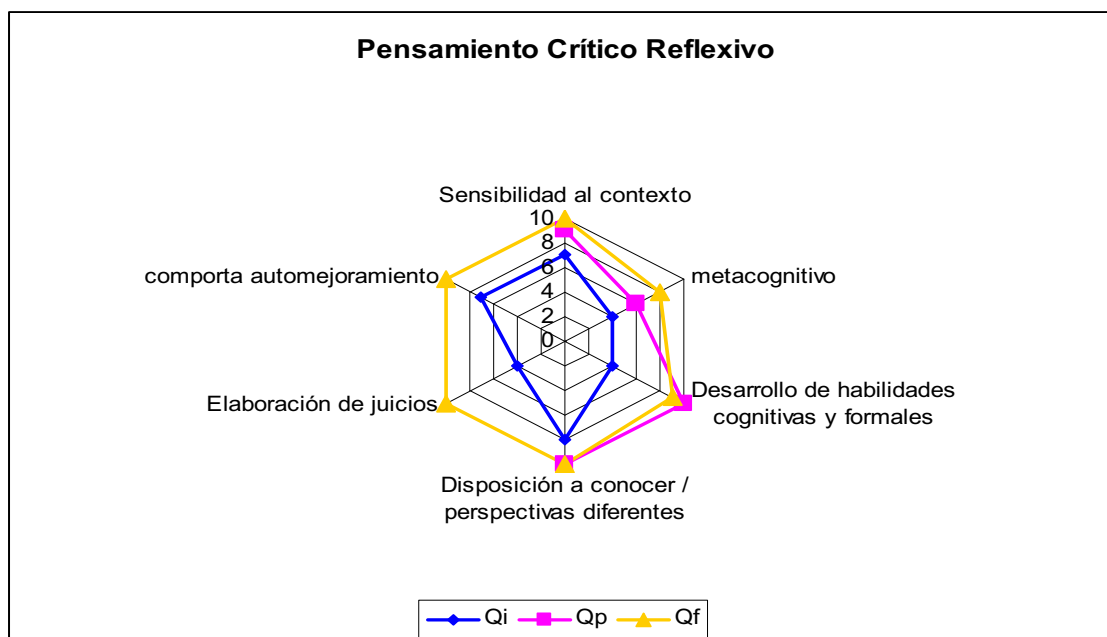 Pensamiento Crítico Reflexivo
Sensibilidad al contexto
10
8
6
4
2
0
comporta automejoramiento
metacognitivo
Elaboración de juicios
Desarrollo de habilidades
cognitivas y formales
Disposición a conocer /
perspectivas diferentes
Qi Qp Qf